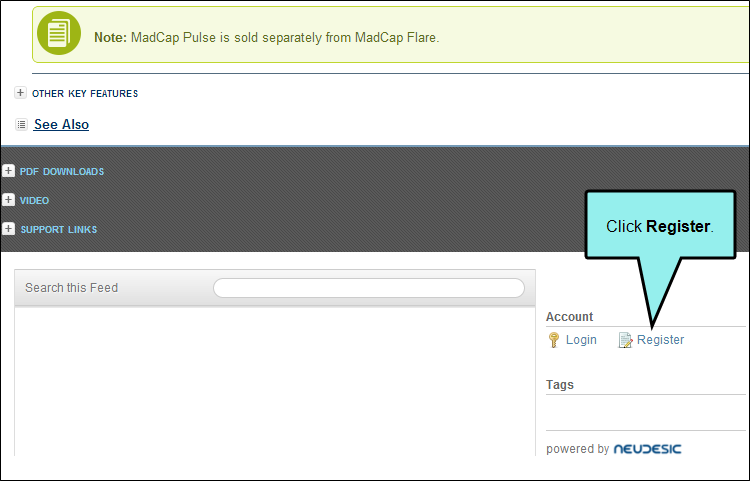 Note: MadCap Pulse is sold separately from MadCap Flare.
OTHER KEY FEATURES
See Also
PDF DOWNLOADS
VIDEO
SUPPORT LINKS
Click Register.
Search this Feed
Account
Login Register
Tags
powered by NEUDESIC